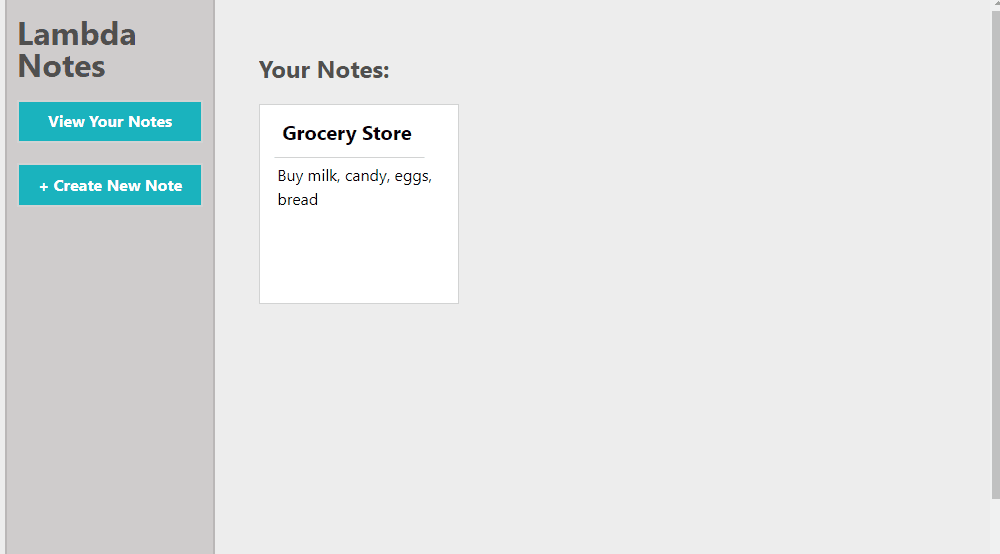 Lambda
Notes
View Your Notes
+ Create New Note
Your Notes:
Grocery Store
Buy milk, candy, eggs,
bread